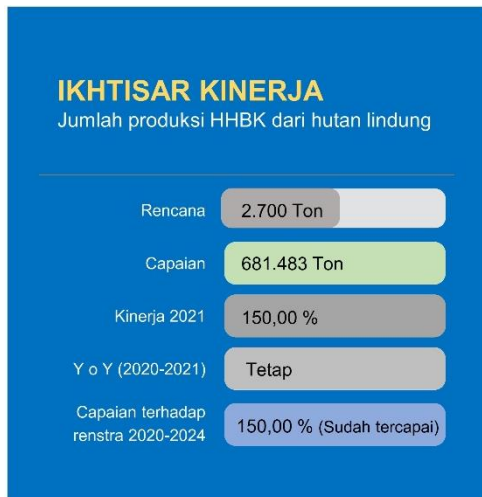 IKHTISAR KINERJA
Jumlah produksi HHBK dari hutan lindung
Rencana 2.700 Ton
Capaian 681.483 Ton
Kinerja 2021 150,00 %
Y o Y (2020-2021) Tetap
Capaian terhadap
renstra 2020-2024 150,00 % (Sudah tercapai)